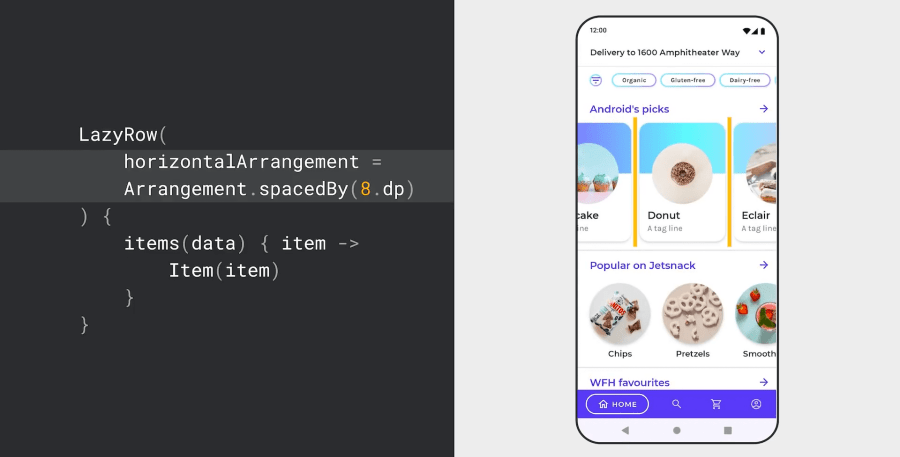 LazyRow(
horizontalArrangement =
Arrangement.spacedBy(8.dp)
) {
items(data) { item ->
Item(item)
}
}
12:00
Delivery to 1600 Amphitheater Way
Organic
Gluten-free
Dairy-free
Android's picks
cake
Donut
Eclair
ine
A tag line
A tag line
Popular on Jetsnack
Chips
Pretzels
Smooth
WFH favourites
HOME